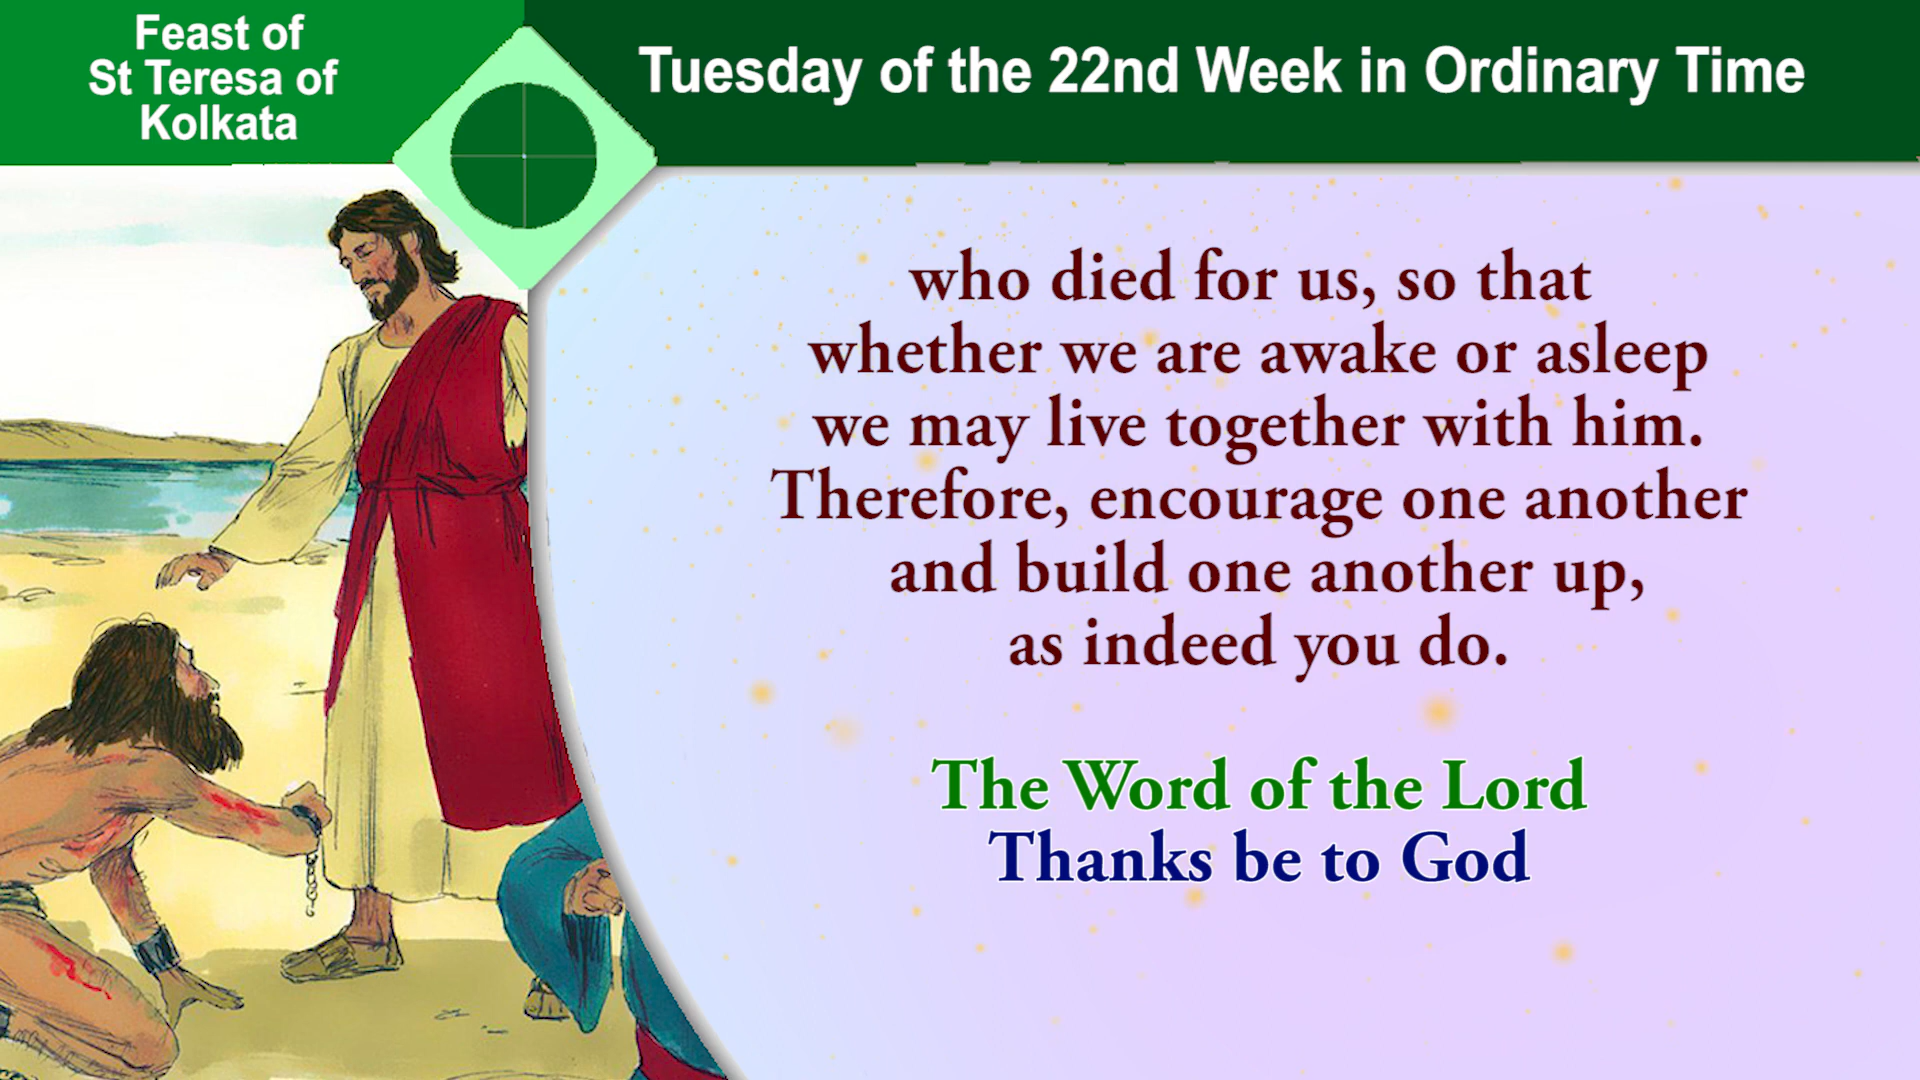 Feast of
St Teresa of
Kolkata
Tuesday of the 22nd Week in Ordinary Time
who died for us, so that
whether we are awake or asleep
we may live together with him.
Therefore, encourage one another
and build one another up,
as indeed you do.
The Word of the Lord
Thanks be to God